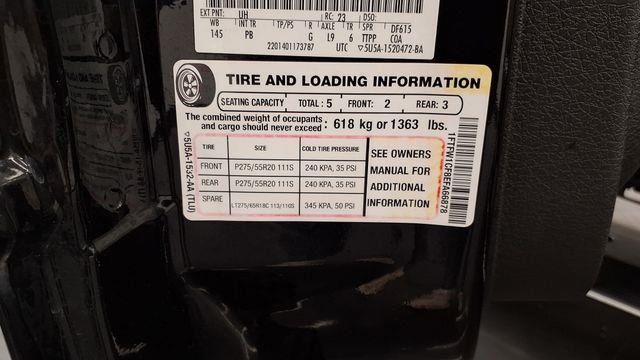 EXT PNT: UH RC: 23 DSO:
WB INT TR TP/PS R AXLE TR SPR
145 PB G L9 6 TTPP DF615 COA
2201401173787 UTC ▽5U5A-1520472-BA
TIRE AND LOADING INFORMATION
SEATING CAPACITY TOTAL: 5 FRONT: 2 REAR: 3
The combined weight of occupants and cargo should never exceed : 618 kg or 1363 lbs.
TIRE SIZE COLD TIRE PRESSURE
FRONT P275/55R20 111S 240 KPA, 35 PSI
REAR P275/55R20 111S 240 KPA, 35 PSI
SPARE LT275/65R18C 113/110S 345 KPA, 50 PSI
SEE OWNERS
MANUAL FOR
ADDITIONAL
INFORMATION
▽5U5A-1532-AA (TLU)
1FTFW1CF8EFA66878